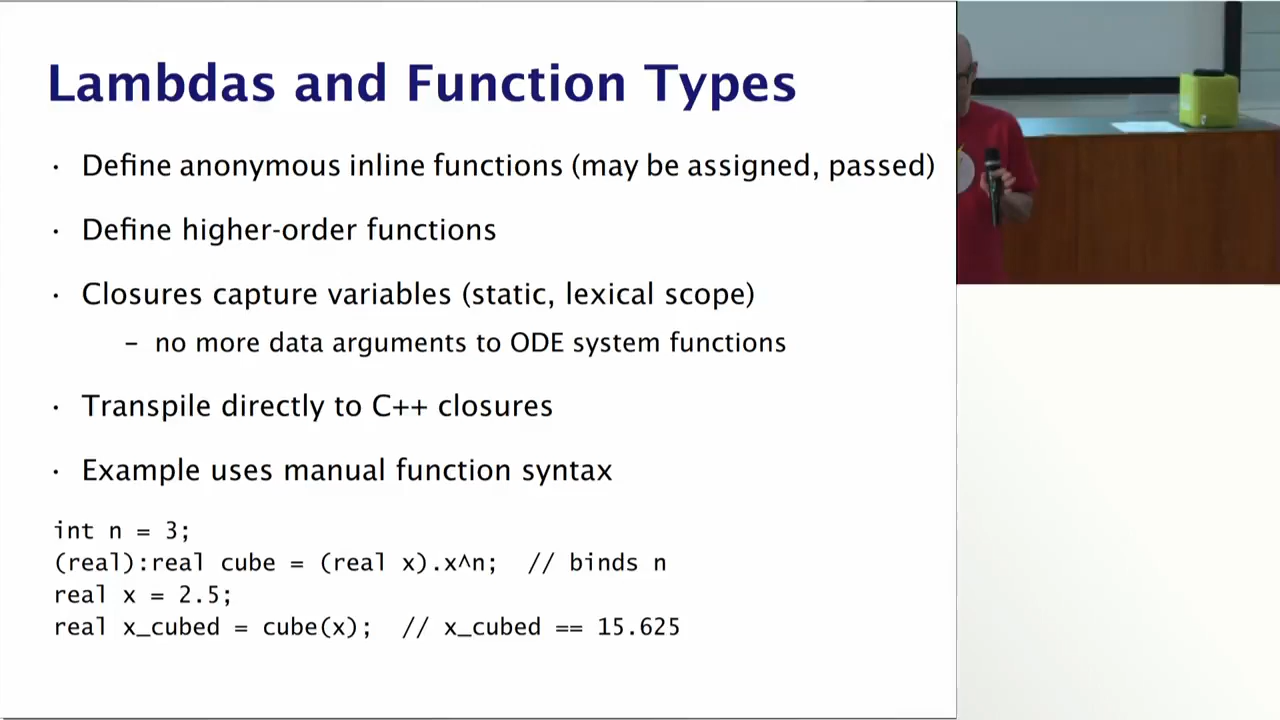 Lambdas and Function Types
· Define anonymous inline functions (may be assigned, passed)
· Define higher-order functions
· Closures capture variables (static, lexical scope)
– no more data arguments to ODE system functions
· Transpile directly to C++ closures
· Example uses manual function syntax
int n = 3;
(real):real cube = (real x).x^n;  // binds n
real x = 2.5;
real x_cubed = cube(x);  // x_cubed == 15.625